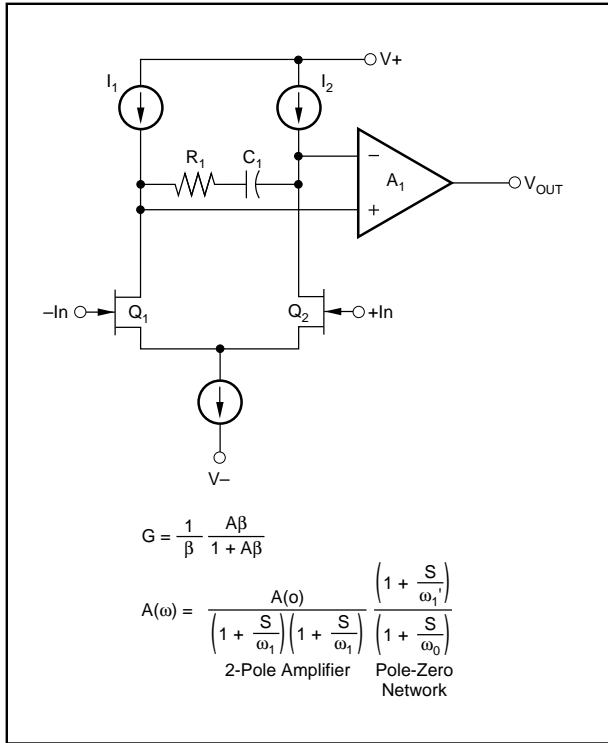 V+
I₁
I₂
R₁
C₁
−
A₁
+
V_OUT
–In
Q₁
Q₂
+In
V–
G = 1/β Aβ/(1 + Aβ)
A(ω) = A(o)/((1 + S/ω₁)(1 + S/ω₁)) (1 + S/ω₁')/(1 + S/ω₀)
2-Pole Amplifier Pole-Zero
Network